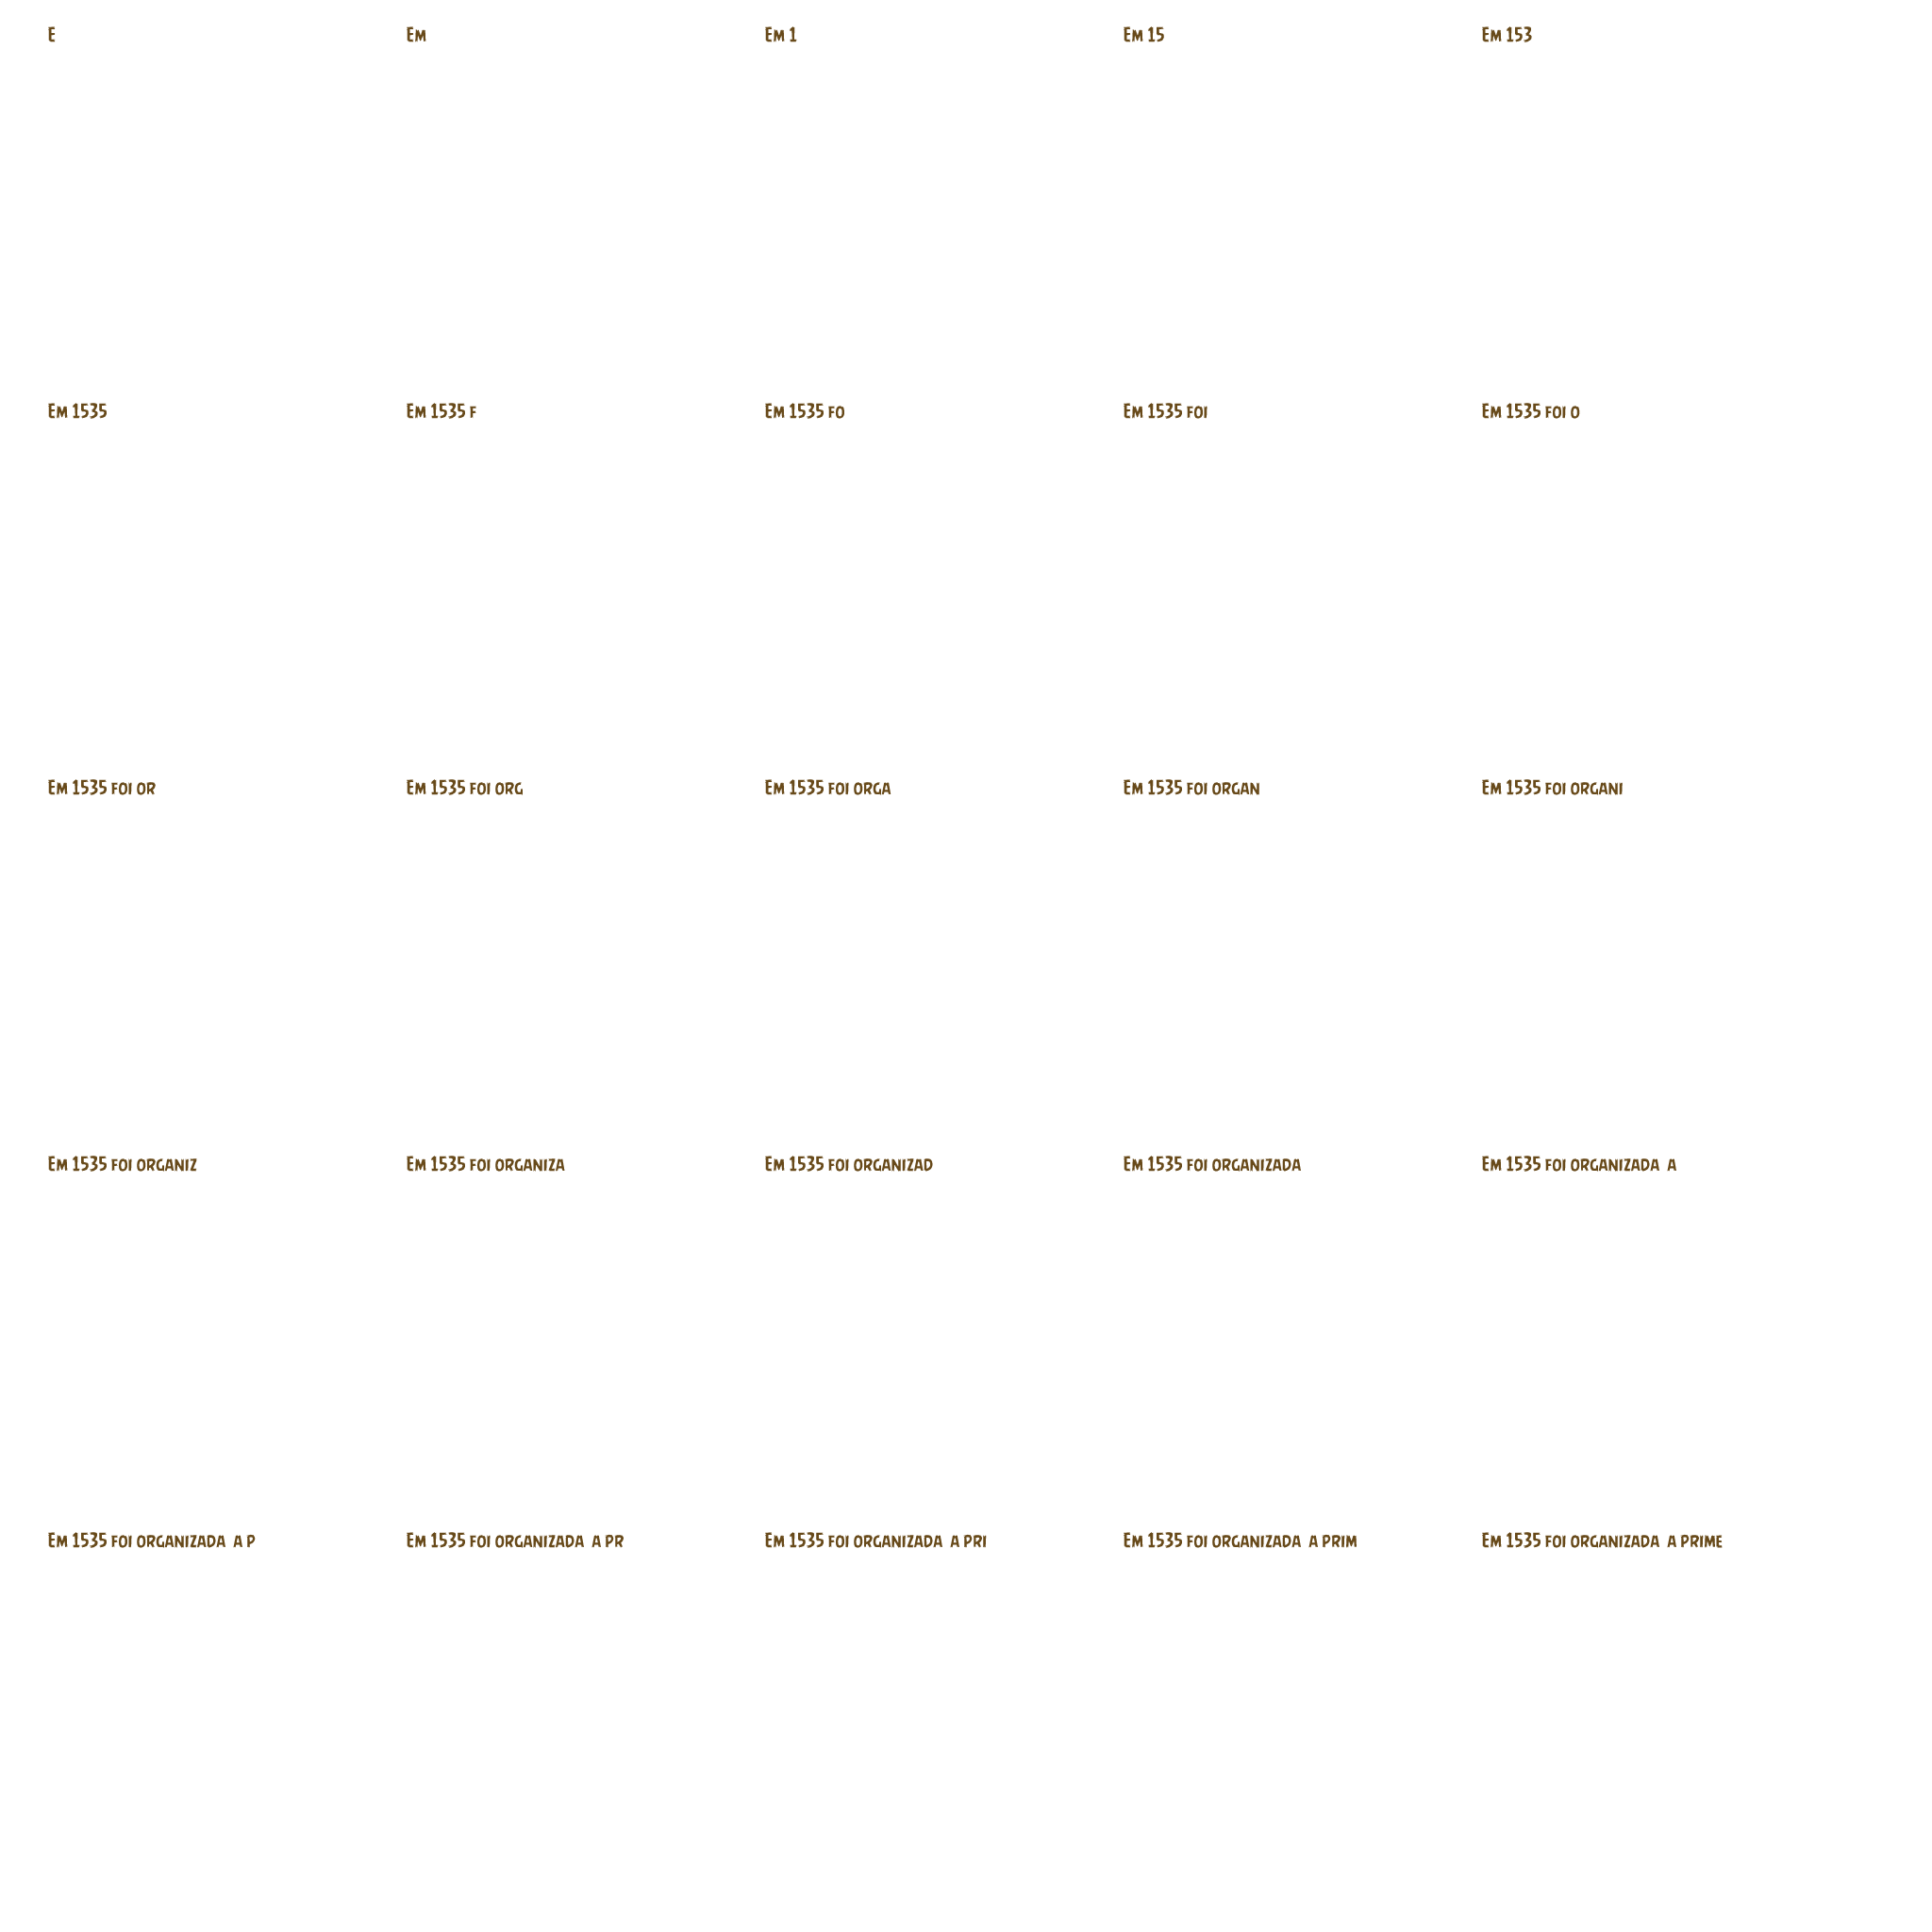 E
Em
Em 1
Em 15
Em 153
Em 1535
Em 1535 f
Em 1535 fo
Em 1535 foi
Em 1535 foi o
Em 1535 foi or
Em 1535 foi org
Em 1535 foi orga
Em 1535 foi organ
Em 1535 foi organi
Em 1535 foi organiz
Em 1535 foi organiza
Em 1535 foi organizad
Em 1535 foi organizada
Em 1535 foi organizada  a
Em 1535 foi organizada  a p
Em 1535 foi organizada  a pr
Em 1535 foi organizada  a pri
Em 1535 foi organizada  a prim
Em 1535 foi organizada  a prime